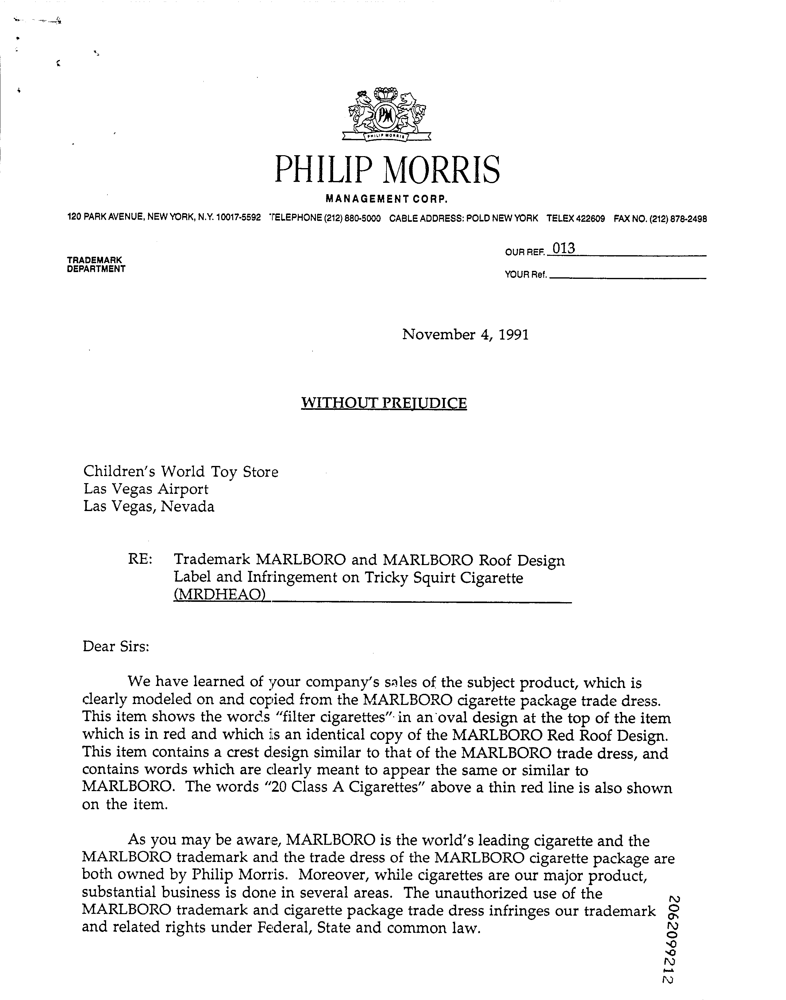 PM
PHILIP MORRIS
PHILIP MORRIS
MANAGEMENT CORP.
120 PARK AVENUE, NEW YORK, N.Y. 10017-5592 TELEPHONE (212) 880-5000 CABLE ADDRESS: POLD NEW YORK TELEX 422609 FAX NO. (212) 878-2498
OUR REF. 013
TRADEMARK
DEPARTMENT
YOUR Ref.
November 4, 1991
WITHOUT PREJUDICE
Children's World Toy Store
Las Vegas Airport
Las Vegas, Nevada
RE: Trademark MARLBORO and MARLBORO Roof Design
Label and Infringement on Tricky Squirt Cigarette
(MRDHEAO)
Dear Sirs:
We have learned of your company's sales of the subject product, which is
clearly modeled on and copied from the MARLBORO cigarette package trade dress.
This item shows the words "filter cigarettes" in an oval design at the top of the item
which is in red and which is an identical copy of the MARLBORO Red Roof Design.
This item contains a crest design similar to that of the MARLBORO trade dress, and
contains words which are clearly meant to appear the same or similar to
MARLBORO. The words "20 Class A Cigarettes" above a thin red line is also shown
on the item.
As you may be aware, MARLBORO is the world's leading cigarette and the
MARLBORO trademark and the trade dress of the MARLBORO cigarette package are
both owned by Philip Morris. Moreover, while cigarettes are our major product,
substantial business is done in several areas. The unauthorized use of the
MARLBORO trademark and cigarette package trade dress infringes our trademark
and related rights under Federal, State and common law.
2062099212